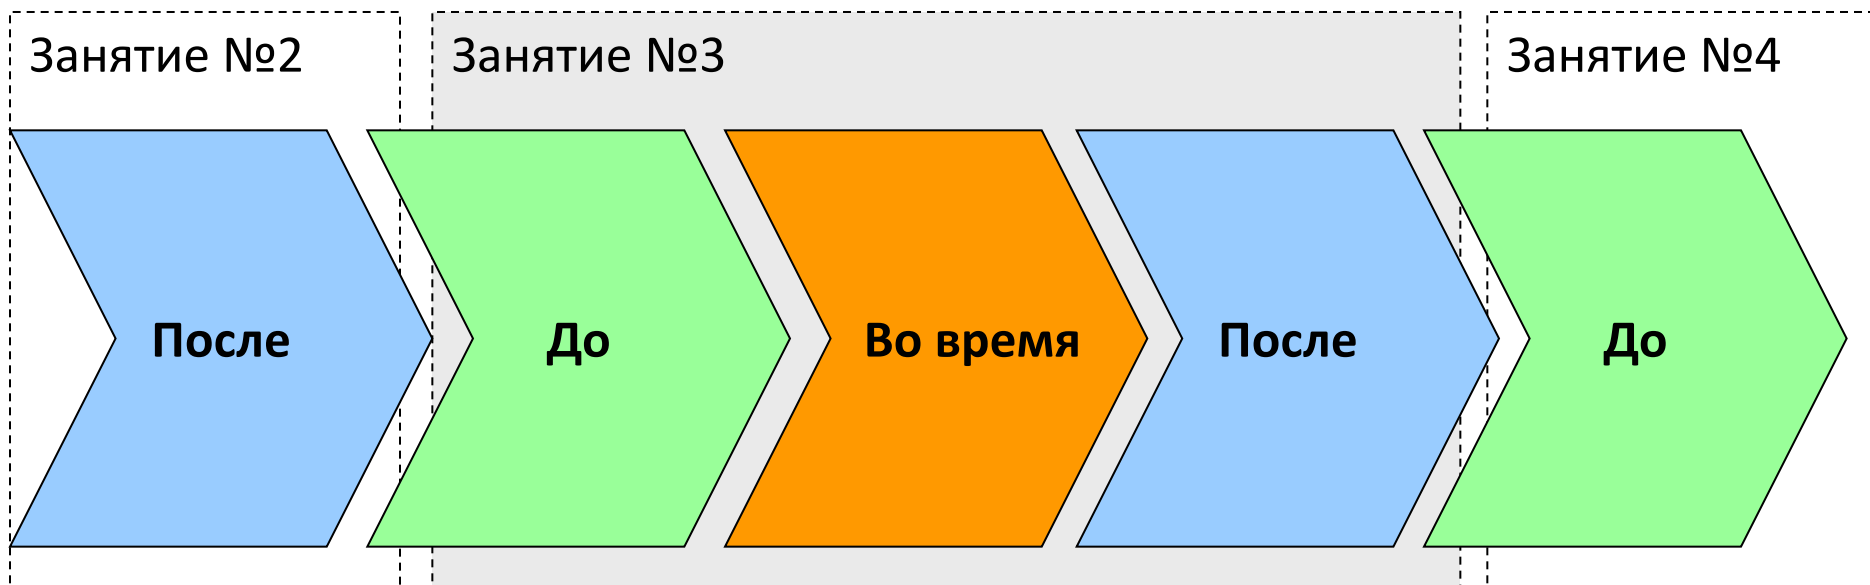 Занятие №2
Занятие №3
Занятие №4
После
До
Во время
После
До